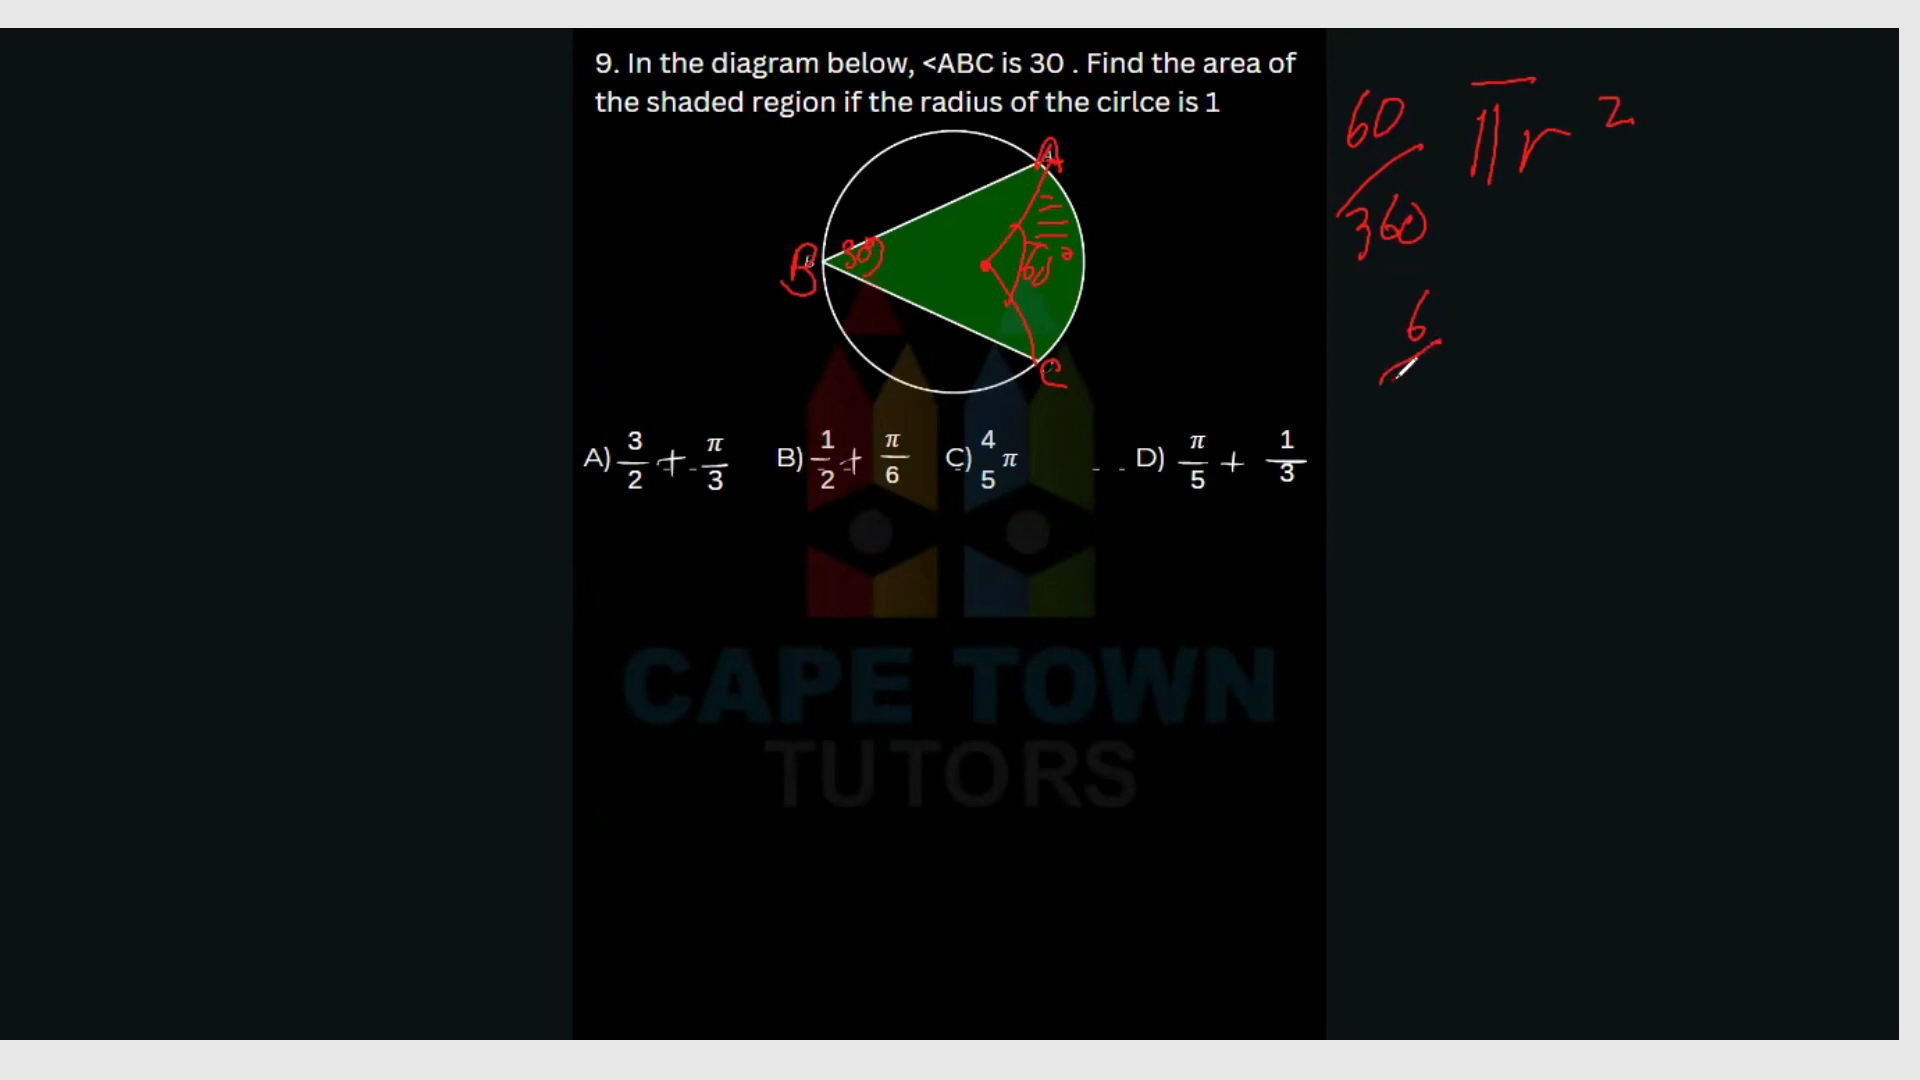 9. In the diagram below, <ABC is 30 . Find the area of
the shaded region if the radius of the cirlce is 1
60/360 πr²
A
B 30°
60°
C
6
A) 3/2 + π/3 B) 1/2 + π/6 C) 4/5 π D) π/5 + 1/3
CAPE TOWN
TUTORS